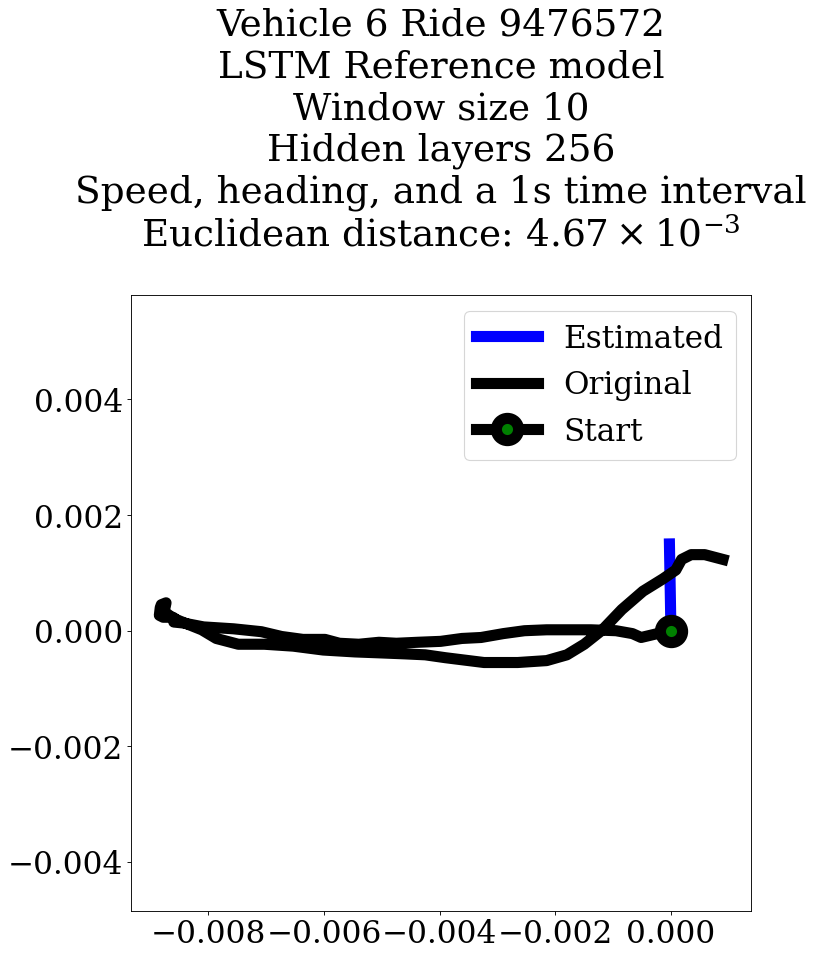 Vehicle 6 Ride 9476572
LSTM Reference model
Window size 10
Hidden layers 256
Speed, heading, and a 1s time interval
Euclidean distance: 4.67 × 10⁻³
Estimated
Original
Start
0.004
0.002
0.000
−0.002
−0.004
−0.008 −0.006 −0.004 −0.002 0.000